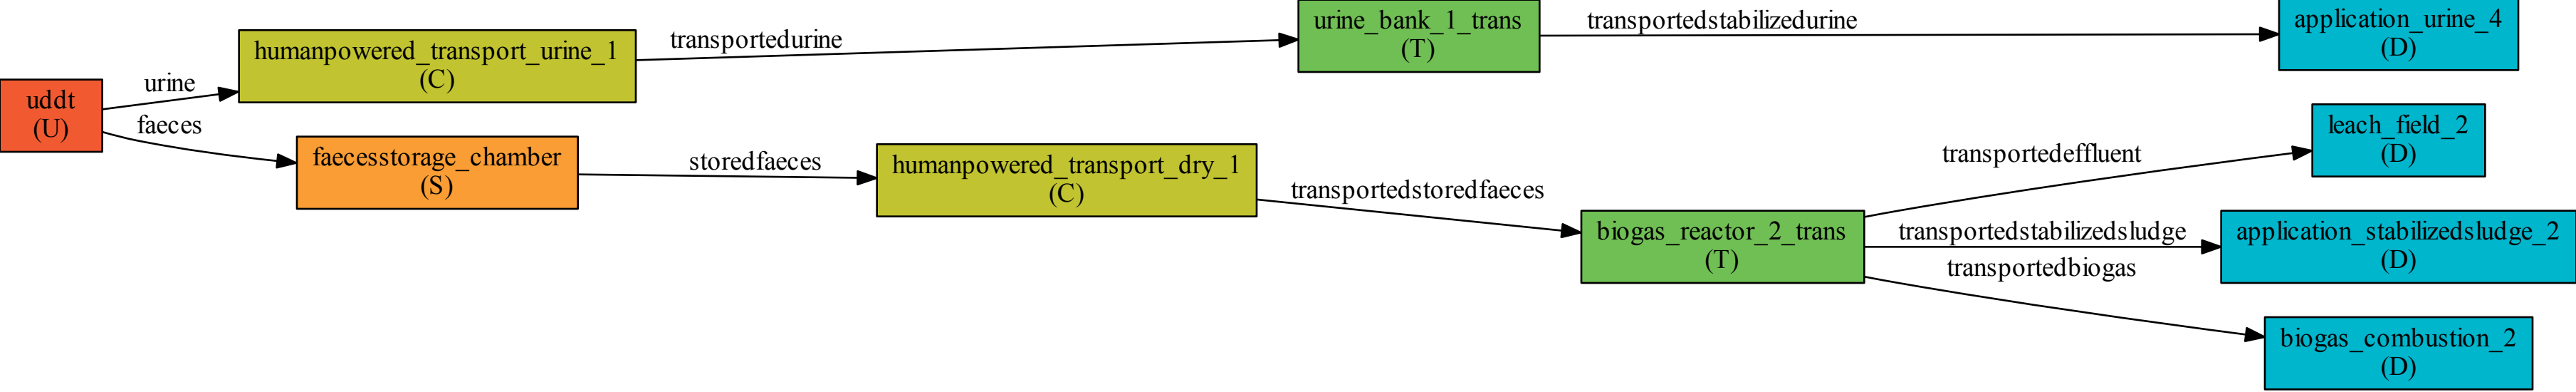 uddt
(U)
urine
faeces
humanpowered_transport_urine_1
(C)
transportedurine
urine_bank_1_trans
(T)
transportedstabilizedurine
application_urine_4
(D)
faecesstorage_chamber
(S)
storedfaeces
humanpowered_transport_dry_1
(C)
transportedstoredfaeces
biogas_reactor_2_trans
(T)
transportedeffluent
leach_field_2
(D)
transportedstabilizedsludge
application_stabilizedsludge_2
(D)
transportedbiogas
biogas_combustion_2
(D)